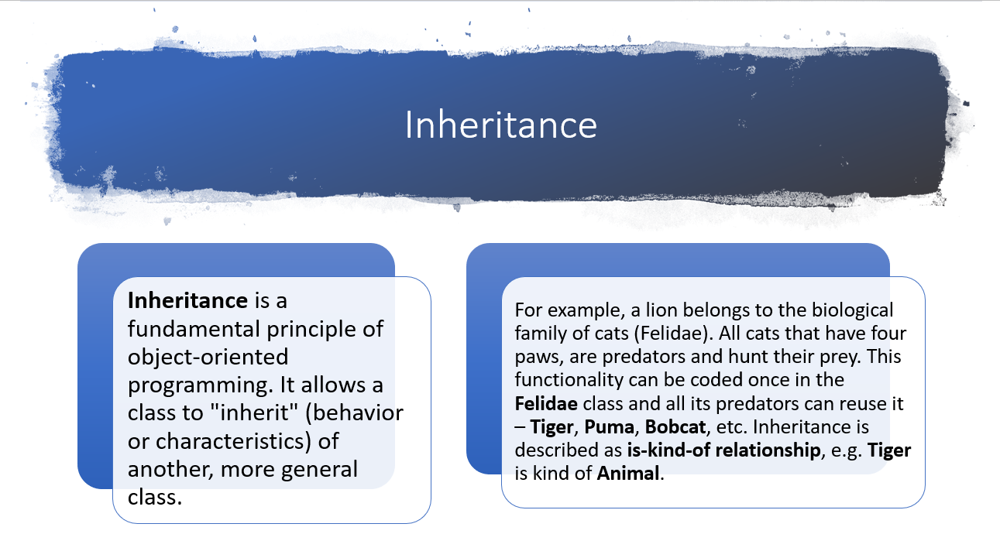 Inheritance
Inheritance is a
fundamental principle of
object-oriented
programming. It allows a
class to "inherit" (behavior
or characteristics) of
another, more general
class.
For example, a lion belongs to the biological
family of cats (Felidae). All cats that have four
paws, are predators and hunt their prey. This
functionality can be coded once in the
Felidae class and all its predators can reuse it
– Tiger, Puma, Bobcat, etc. Inheritance is
described as is-kind-of relationship, e.g. Tiger
is kind of Animal.